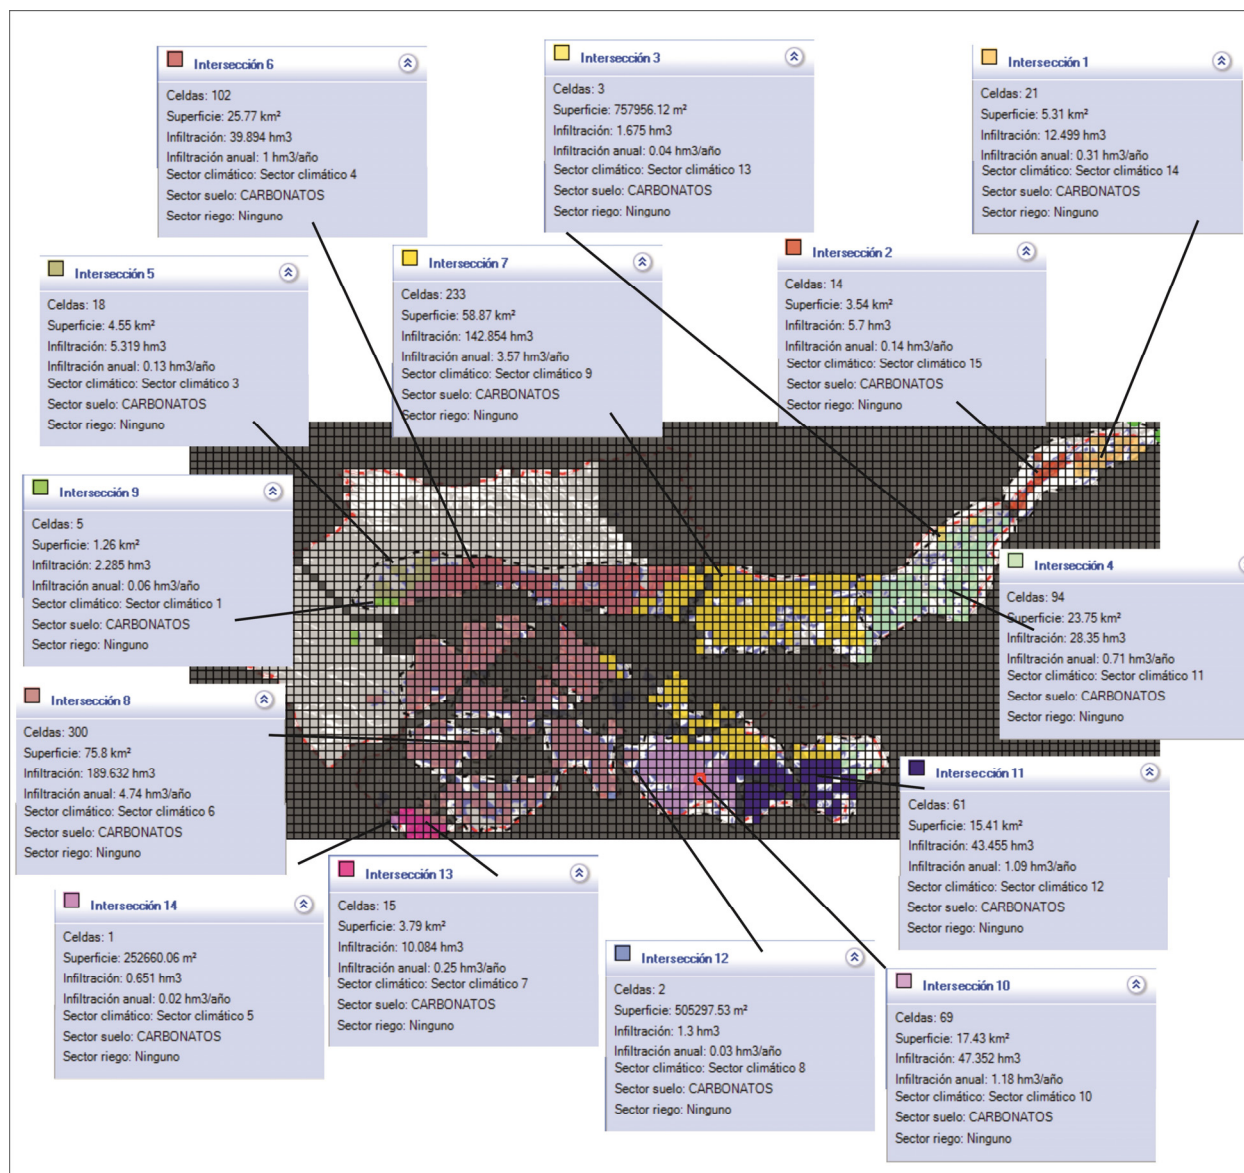 Intersección 6
Celdas: 102
Superficie: 25.77 km²
Infiltración: 39.894 hm3
Infiltración anual: 1 hm3/año
Sector climático: Sector climático 4
Sector suelo: CARBONATOS
Sector riego: Ninguno
Intersección 3
Celdas: 3
Superficie: 757956.12 m²
Infiltración: 1.675 hm3
Infiltración anual: 0.04 hm3/año
Sector climático: Sector climático 13
Sector suelo: CARBONATOS
Sector riego: Ninguno
Intersección 1
Celdas: 21
Superficie: 5.31 km²
Infiltración: 12.499 hm3
Infiltración anual: 0.31 hm3/año
Sector climático: Sector climático 14
Sector suelo: CARBONATOS
Sector riego: Ninguno
Intersección 5
Celdas: 18
Superficie: 4.55 km²
Infiltración: 5.319 hm3
Infiltración anual: 0.13 hm3/año
Sector climático: Sector climático 3
Sector suelo: CARBONATOS
Sector riego: Ninguno
Intersección 7
Celdas: 233
Superficie: 58.87 km²
Infiltración: 142.854 hm3
Infiltración anual: 3.57 hm3/año
Sector climático: Sector climático 9
Sector suelo: CARBONATOS
Sector riego: Ninguno
Intersección 2
Celdas: 14
Superficie: 3.54 km²
Infiltración: 5.7 hm3
Infiltración anual: 0.14 hm3/año
Sector climático: Sector climático 15
Sector suelo: CARBONATOS
Sector riego: Ninguno
Intersección 9
Celdas: 5
Superficie: 1.26 km²
Infiltración: 2.285 hm3
Infiltración anual: 0.06 hm3/año
Sector climático: Sector climático 1
Sector suelo: CARBONATOS
Sector riego: Ninguno
Intersección 4
Celdas: 94
Superficie: 23.75 km²
Infiltración: 28.35 hm3
Infiltración anual: 0.71 hm3/año
Sector climático: Sector climático 11
Sector suelo: CARBONATOS
Sector riego: Ninguno
Intersección 8
Celdas: 300
Superficie: 75.8 km²
Infiltración: 189.632 hm3
Infiltración anual: 4.74 hm3/año
Sector climático: Sector climático 6
Sector suelo: CARBONATOS
Sector riego: Ninguno
Intersección 11
Celdas: 61
Superficie: 15.41 km²
Infiltración: 43.455 hm3
Infiltración anual: 1.09 hm3/año
Sector climático: Sector climático 12
Sector suelo: CARBONATOS
Sector riego: Ninguno
Intersección 14
Celdas: 1
Superficie: 252660.06 m²
Infiltración: 0.651 hm3
Infiltración anual: 0.02 hm3/año
Sector climático: Sector climático 5
Sector suelo: CARBONATOS
Sector riego: Ninguno
Intersección 13
Celdas: 15
Superficie: 3.79 km²
Infiltración: 10.084 hm3
Infiltración anual: 0.25 hm3/año
Sector climático: Sector climático 7
Sector suelo: CARBONATOS
Sector riego: Ninguno
Intersección 12
Celdas: 2
Superficie: 505297.53 m²
Infiltración: 1.3 hm3
Infiltración anual: 0.03 hm3/año
Sector climático: Sector climático 8
Sector suelo: CARBONATOS
Sector riego: Ninguno
Intersección 10
Celdas: 69
Superficie: 17.43 km²
Infiltración: 47.352 hm3
Infiltración anual: 1.18 hm3/año
Sector climático: Sector climático 10
Sector suelo: CARBONATOS
Sector riego: Ninguno